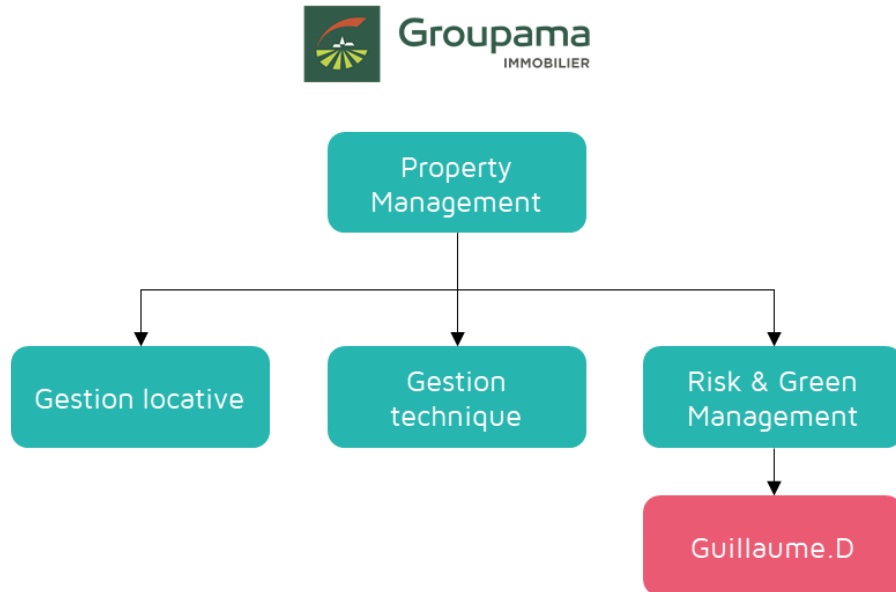 Groupama
IMMOBILIER
Property
Management
Gestion locative
Gestion
technique
Risk & Green
Management
Guillaume.D